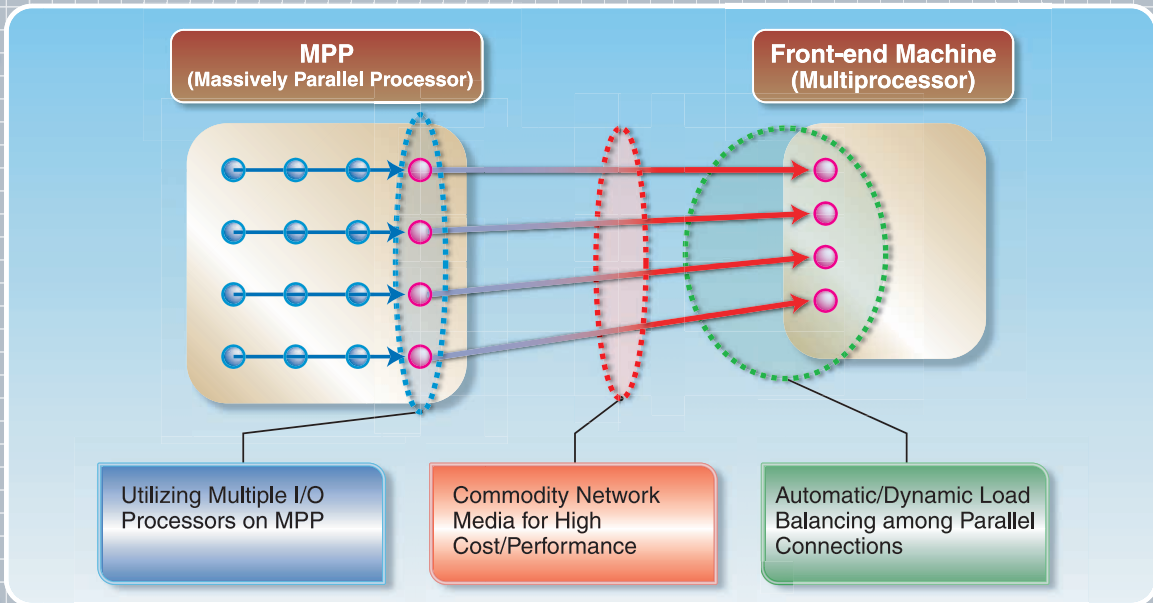 MPP
(Massively Parallel Processor)
Front-end Machine
(Multiprocessor)
Utilizing Multiple I/O
Processors on MPP
Commodity Network
Media for High
Cost/Performance
Automatic/Dynamic Load
Balancing among Parallel
Connections